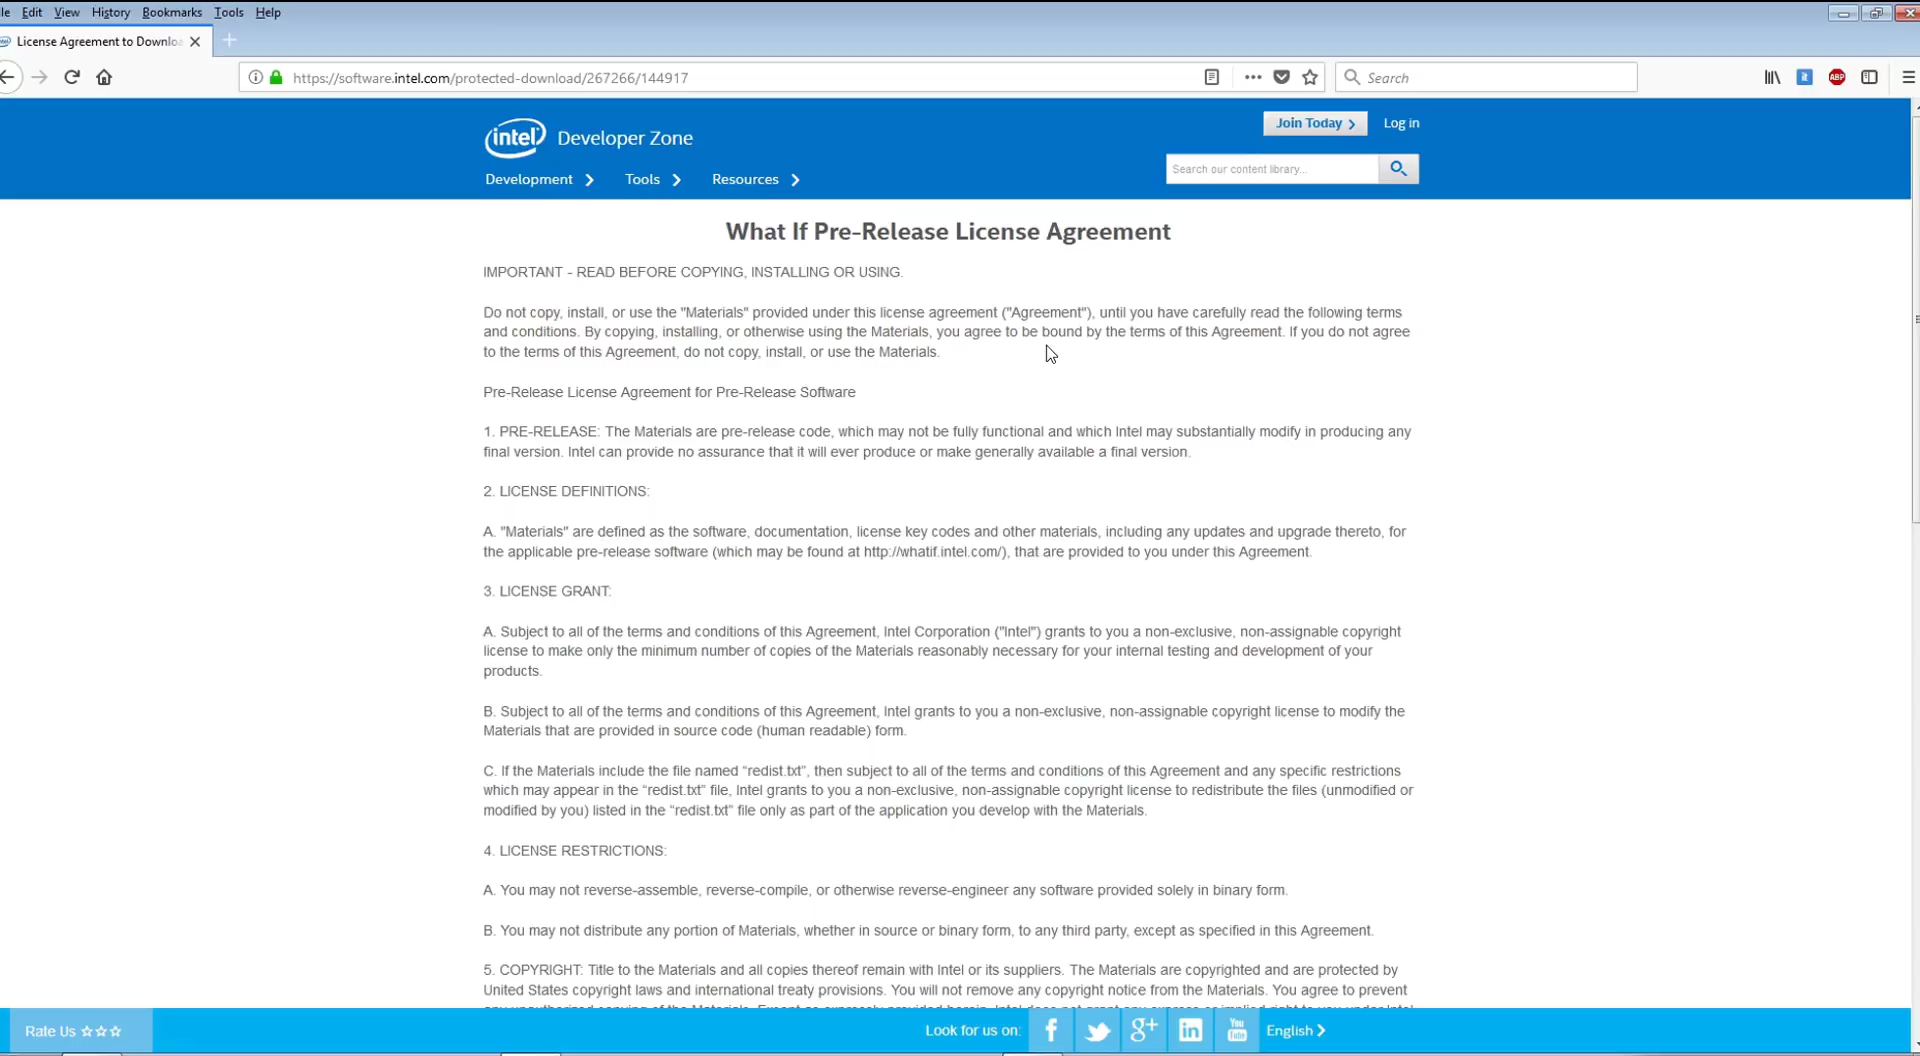 Edit View History Bookmarks Tools Help
License Agreement to Downlo
https://software.intel.com/protected-download/267266/144917
Search
ABP
intel Developer Zone
Join Today
Log in
Development
Tools
Resources
Search our content library...
What If Pre-Release License Agreement
IMPORTANT - READ BEFORE COPYING, INSTALLING OR USING.
Do not copy, install, or use the "Materials" provided under this license agreement ("Agreement"), until you have carefully read the following terms
and conditions. By copying, installing, or otherwise using the Materials, you agree to be bound by the terms of this Agreement. If you do not agree
to the terms of this Agreement, do not copy, install, or use the Materials.
Pre-Release License Agreement for Pre-Release Software
1. PRE-RELEASE: The Materials are pre-release code, which may not be fully functional and which Intel may substantially modify in producing any
final version. Intel can provide no assurance that it will ever produce or make generally available a final version.
2. LICENSE DEFINITIONS:
A. "Materials" are defined as the software, documentation, license key codes and other materials, including any updates and upgrade thereto, for
the applicable pre-release software (which may be found at http://whatif.intel.com/), that are provided to you under this Agreement.
3. LICENSE GRANT:
A. Subject to all of the terms and conditions of this Agreement, Intel Corporation ("Intel") grants to you a non-exclusive, non-assignable copyright
license to make only the minimum number of copies of the Materials reasonably necessary for your internal testing and development of your
products.
B. Subject to all of the terms and conditions of this Agreement, Intel grants to you a non-exclusive, non-assignable copyright license to modify the
Materials that are provided in source code (human readable) form.
C. If the Materials include the file named “redist.txt”, then subject to all of the terms and conditions of this Agreement and any specific restrictions
which may appear in the “redist.txt” file, Intel grants to you a non-exclusive, non-assignable copyright license to redistribute the files (unmodified or
modified by you) listed in the “redist.txt” file only as part of the application you develop with the Materials.
4. LICENSE RESTRICTIONS:
A. You may not reverse-assemble, reverse-compile, or otherwise reverse-engineer any software provided solely in binary form.
B. You may not distribute any portion of Materials, whether in source or binary form, to any third party, except as specified in this Agreement.
5. COPYRIGHT: Title to the Materials and all copies thereof remain with Intel or its suppliers. The Materials are copyrighted and are protected by
United States copyright laws and international treaty provisions. You will not remove any copyright notice from the Materials. You agree to prevent
Rate Us
Look for us on:
English